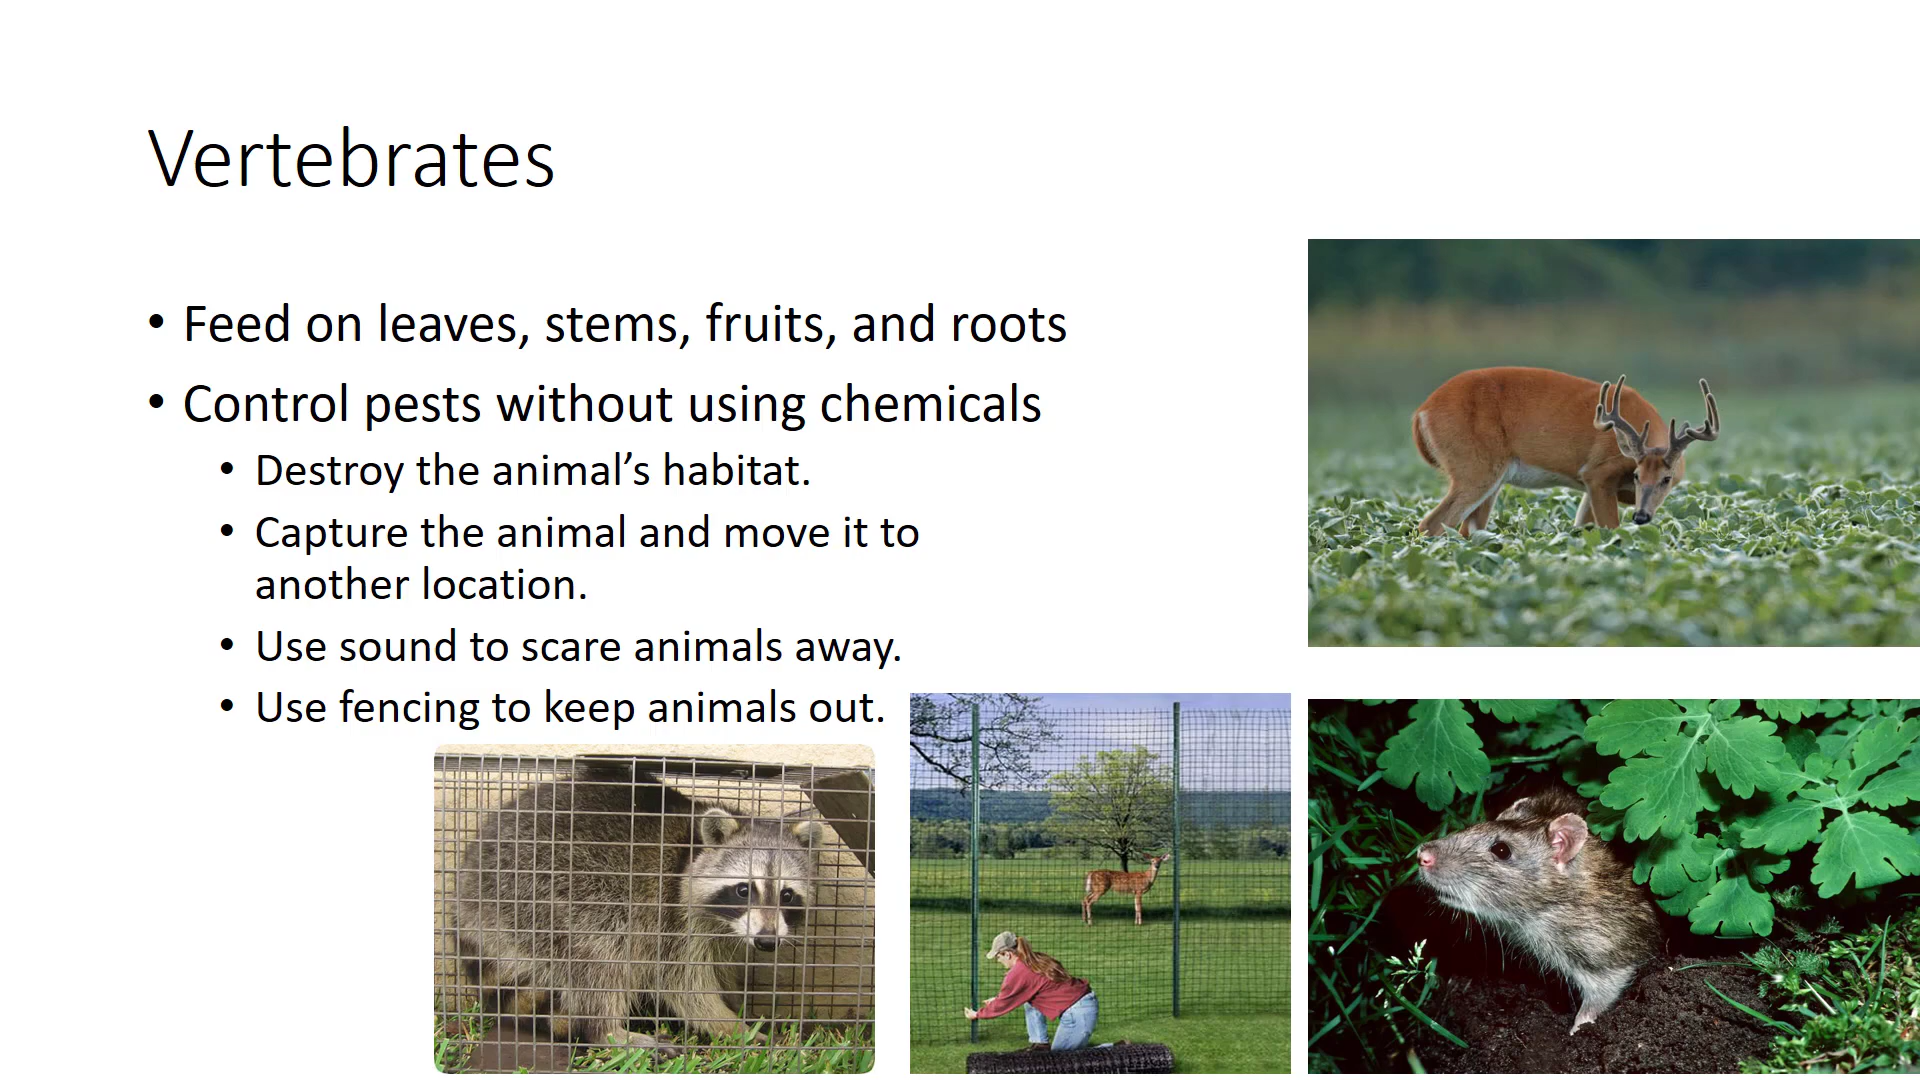 Vertebrates
• Feed on leaves, stems, fruits, and roots
• Control pests without using chemicals
• Destroy the animal’s habitat.
• Capture the animal and move it to
another location.
• Use sound to scare animals away.
• Use fencing to keep animals out.